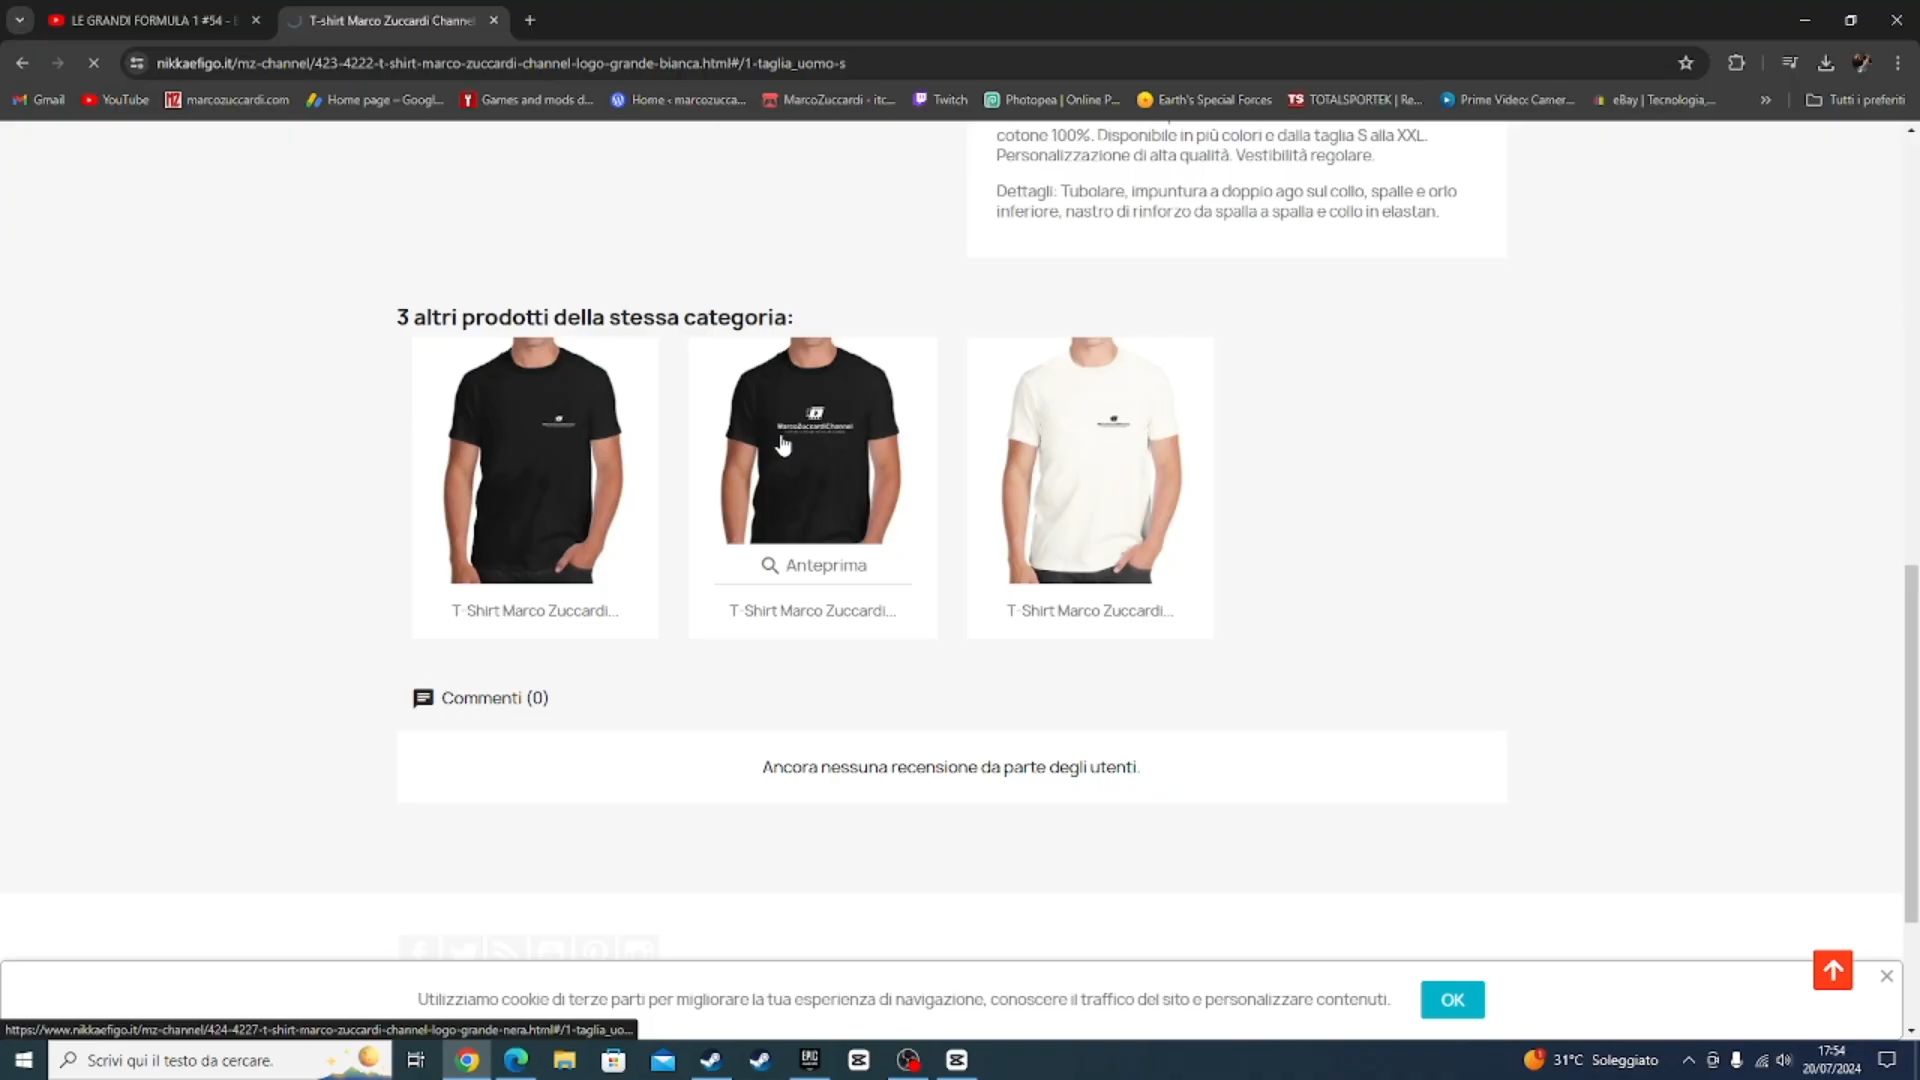 LE GRANDI FORMULA 1 #54 -
T-shirt Marco Zuccardi Channe
nikkaefigo.it/mz-channel/423-4222-t-shirt-marco-zuccardi-channel-logo-grande-bianca.html#/1-taglia_uomo-s
Gmail YouTube marcozuccardi.com Home page – Googl... Games and mods d... Home ‹ marcozucca... MarcoZuccardi - itc... Twitch Photopea | Online P... Earth's Special Forces TOTALSPORTEK | Re... Prime Video: Camer... eBay | Tecnologia,... » Tutti i preferiti
cotone 100%. Disponibile in più colori e dalla taglia S alla XXL.
Personalizzazione di alta qualità. Vestibilità regolare.
Dettagli: Tubolare, impuntura a doppio ago sul collo, spalle e orlo
inferiore, nastro di rinforzo da spalla a spalla e collo in elastan.
3 altri prodotti della stessa categoria:
MarcoZuccardiChannel
Anteprima
T-Shirt Marco Zuccardi... T-Shirt Marco Zuccardi... T-Shirt Marco Zuccardi...
Commenti (0)
Ancora nessuna recensione da parte degli utenti.
Utilizziamo cookie di terze parti per migliorare la tua esperienza di navigazione, conoscere il traffico del sito e personalizzare contenuti. OK
https://www.nikkaefigo.it/mz-channel/424-4227-t-shirt-marco-zuccardi-channel-logo-grande-nera.html#/1-taglia_uo...
Scrivi qui il testo da cercare. EPIC 31°C Soleggiato 17:54
20/07/2024